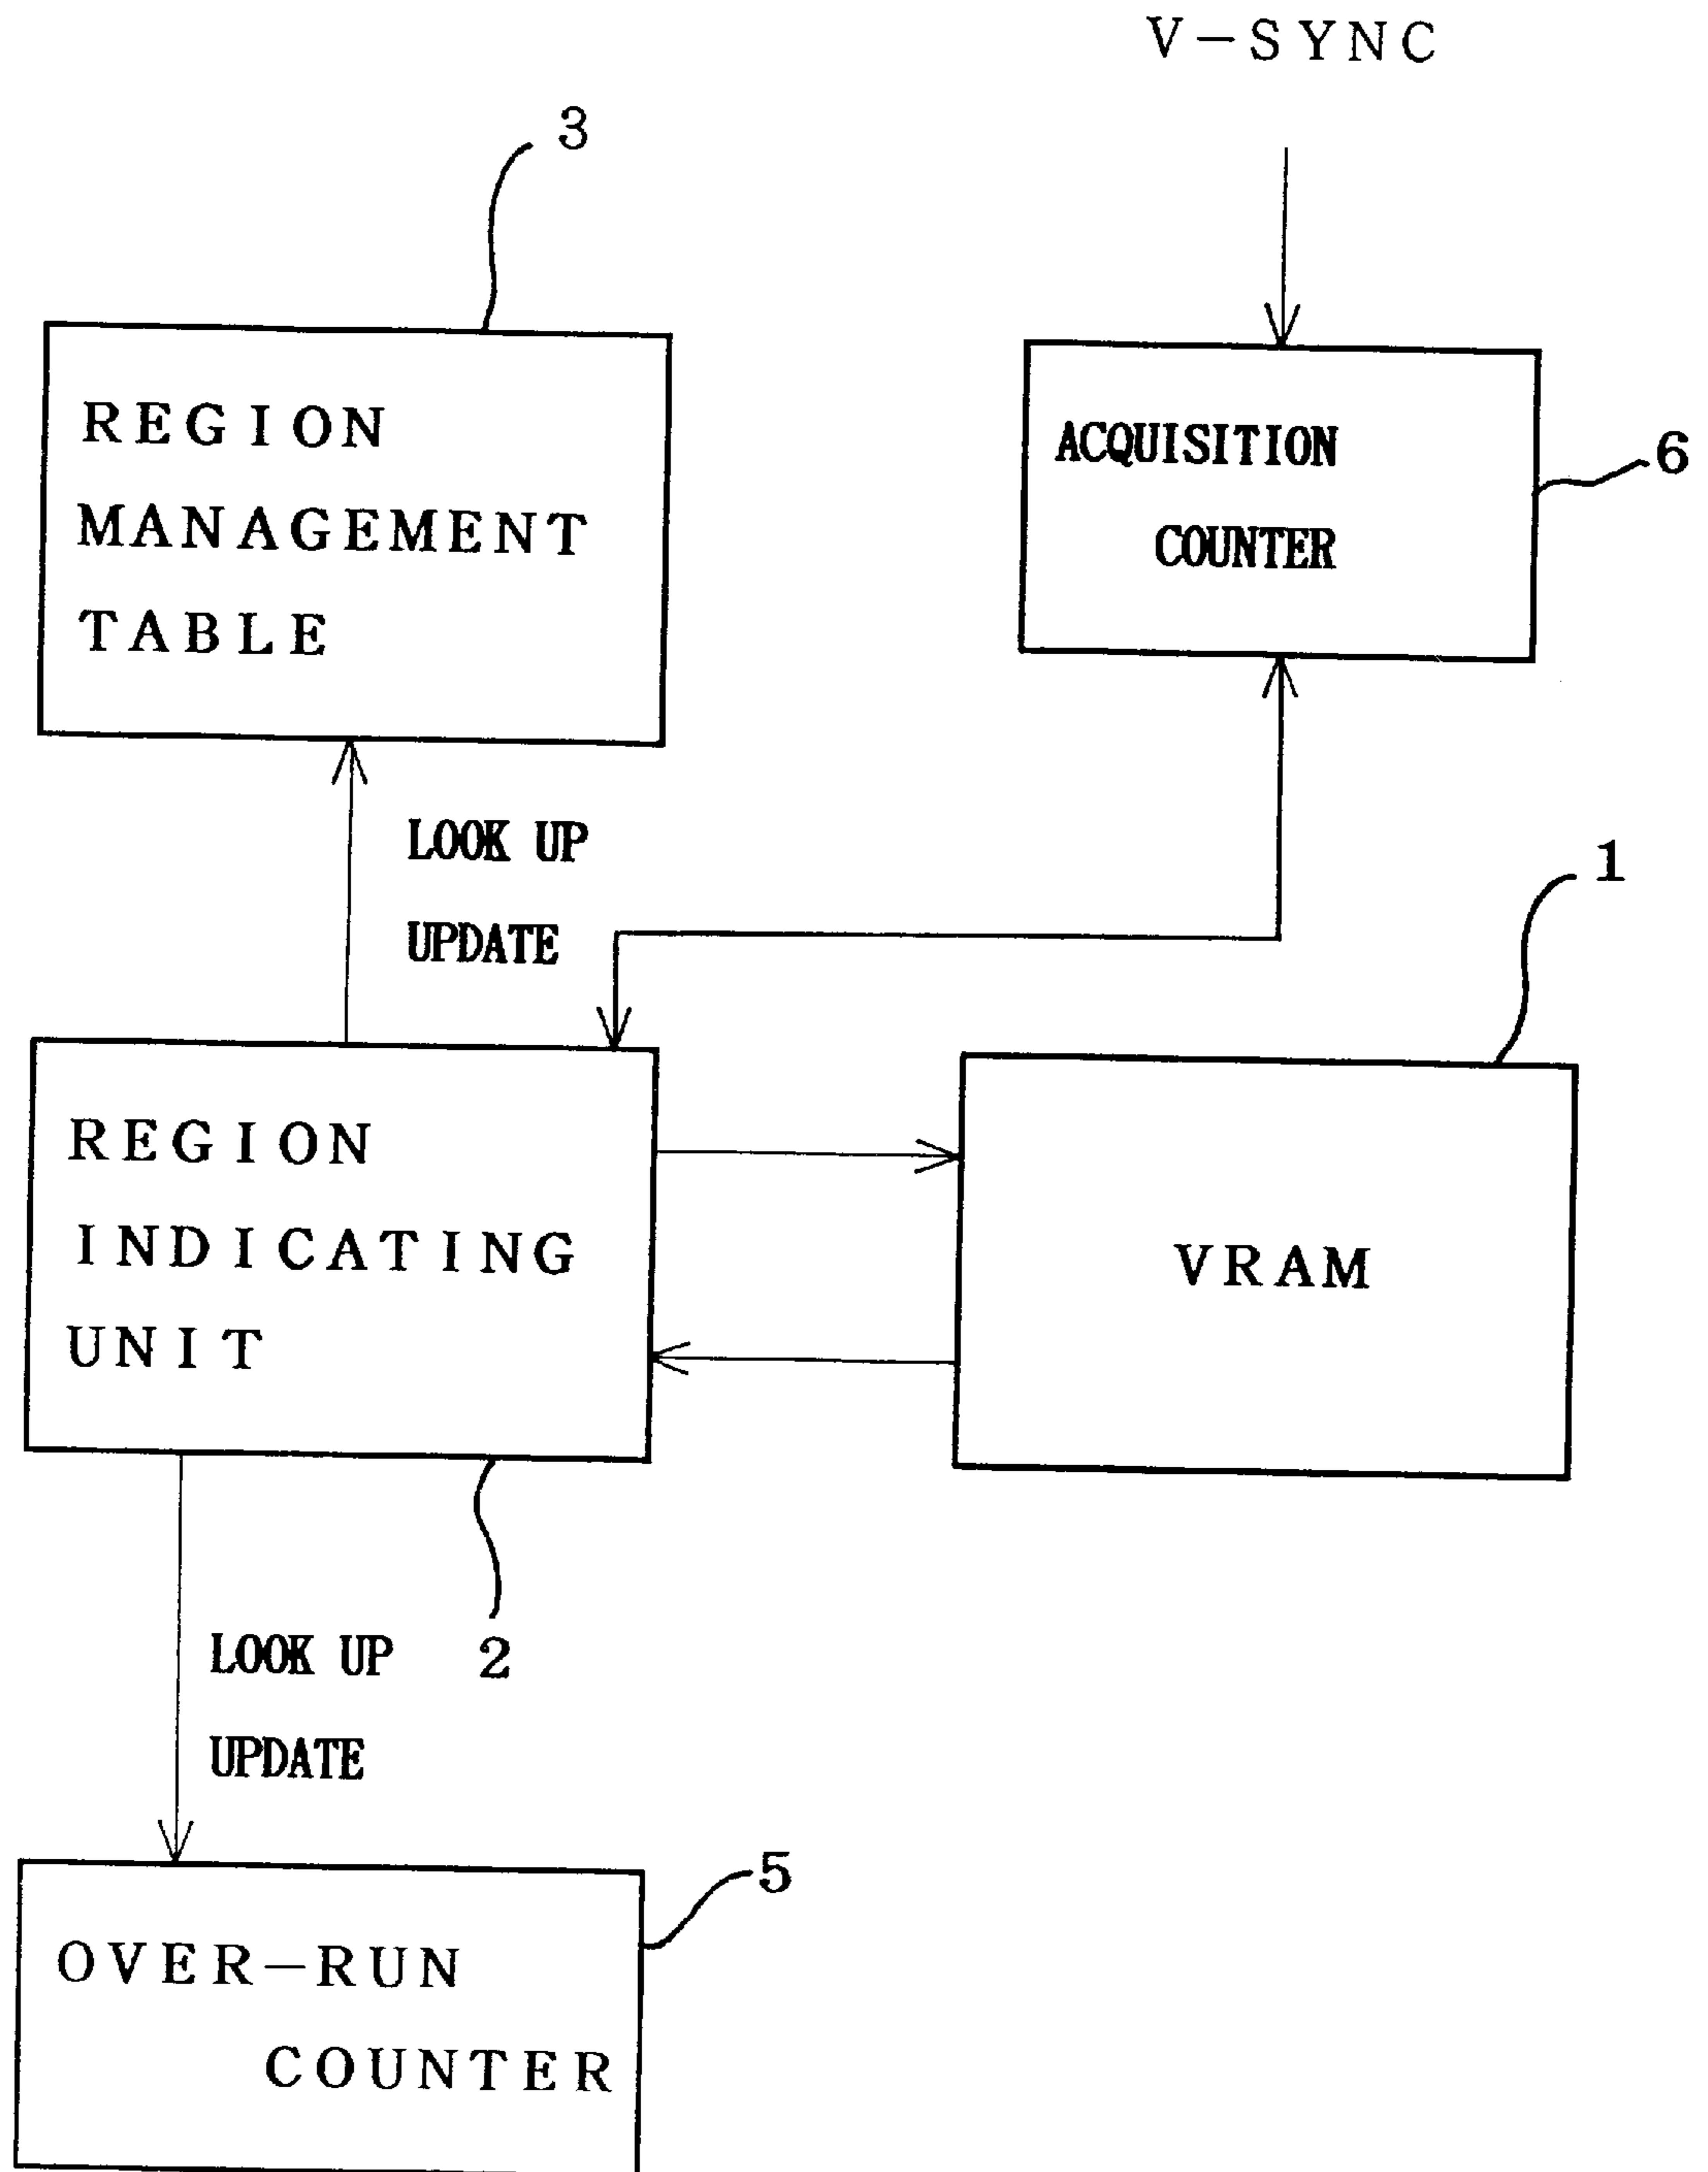 V-SYNC
3
REGION
MANAGEMENT
TABLE
ACQUISITION
COUNTER
6
LOOK UP
UPDATE
1
REGION
INDICATING
UNIT
VRAM
LOOK UP
UPDATE
2
5
OVER-RUN
COUNTER